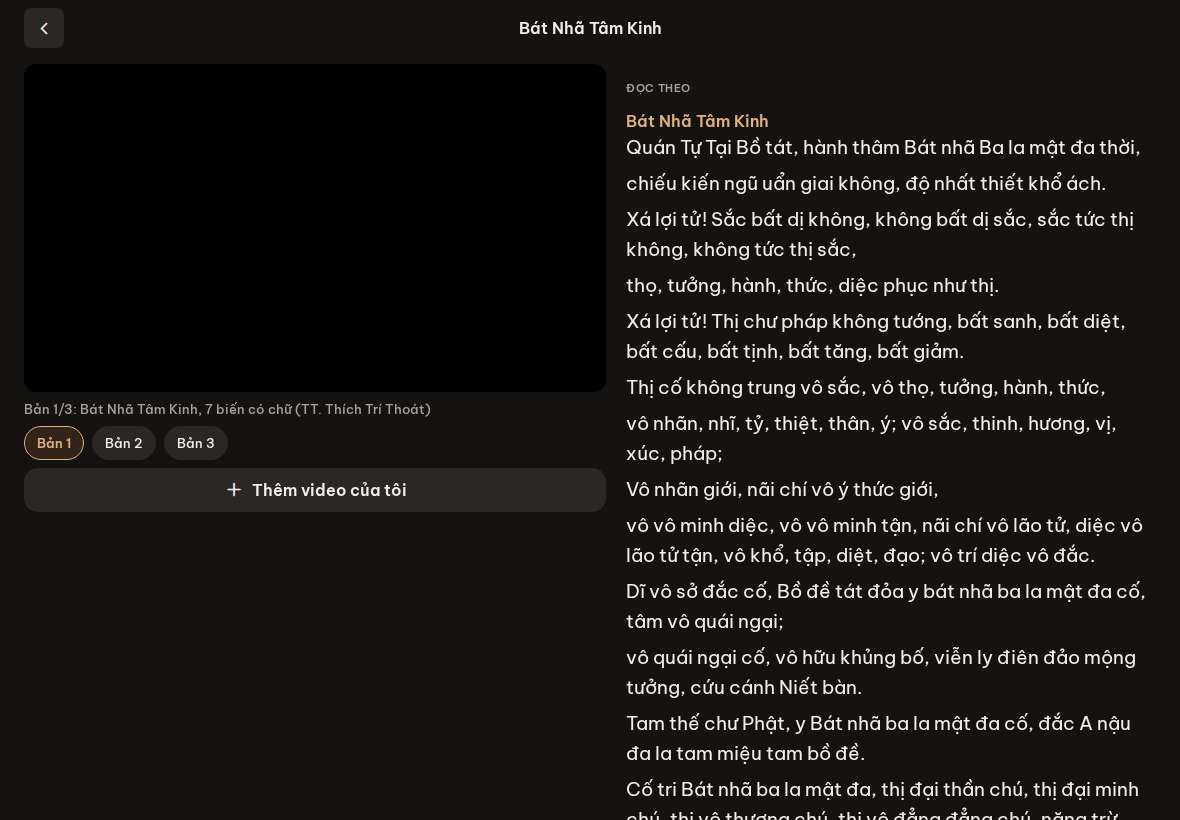 Bát Nhã Tâm Kinh
Bản 1/3: Bát Nhã Tâm Kinh, 7 biến có chữ (TT. Thích Trí Thoát)
Bản 1
Bản 2
Bản 3
Thêm video của tôi
ĐỌC THEO
Bát Nhã Tâm Kinh
Quán Tự Tại Bồ tát, hành thâm Bát nhã Ba la mật đa thời,
chiếu kiến ngũ uẩn giai không, độ nhất thiết khổ ách.
Xá lợi tử! Sắc bất dị không, không bất dị sắc, sắc tức thị
không, không tức thị sắc,
thọ, tưởng, hành, thức, diệc phục như thị.
Xá lợi tử! Thị chư pháp không tướng, bất sanh, bất diệt,
bất cấu, bất tịnh, bất tăng, bất giảm.
Thị cố không trung vô sắc, vô thọ, tưởng, hành, thức,
vô nhãn, nhĩ, tỷ, thiệt, thân, ý; vô sắc, thinh, hương, vị,
xúc, pháp;
Vô nhãn giới, nãi chí vô ý thức giới,
vô vô minh diệc, vô vô minh tận, nãi chí vô lão tử, diệc vô
lão tử tận, vô khổ, tập, diệt, đạo; vô trí diệc vô đắc.
Dĩ vô sở đắc cố, Bồ đề tát đỏa y bát nhã ba la mật đa cố,
tâm vô quái ngại;
vô quái ngại cố, vô hữu khủng bố, viễn ly điên đảo mộng
tưởng, cứu cánh Niết bàn.
Tam thế chư Phật, y Bát nhã ba la mật đa cố, đắc A nậu
đa la tam miệu tam bồ đề.
Cố tri Bát nhã ba la mật đa, thị đại thần chú, thị đại minh
chú, thị vô thượng chú, thị vô đẳng đẳng chú, năng trừ